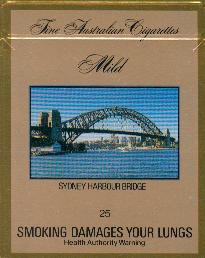 Fine Australian Cigarettes
Mild
SYDNEY HARBOUR BRIDGE
25
SMOKING DAMAGES YOUR LUNGS
Health Authority Warning